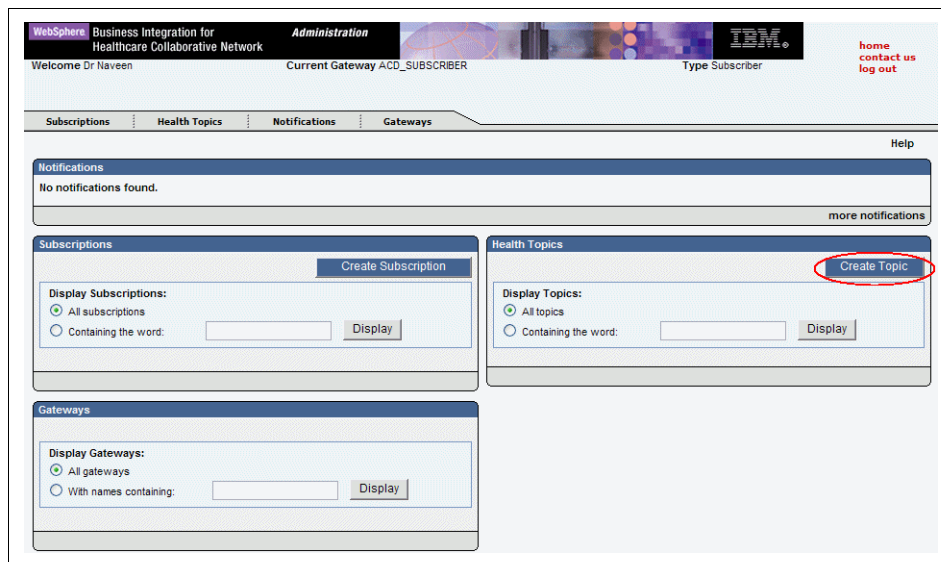 WebSphere Business Integration for Healthcare Collaborative Network
Administration
IBM
home
contact us
log out
Welcome Dr Naveen
Current Gateway ACD_SUBSCRIBER
Type Subscriber
Subscriptions
Health Topics
Notifications
Gateways
Help
Notifications
No notifications found.
more notifications
Subscriptions
Create Subscription
Display Subscriptions:
All subscriptions
Containing the word:
Display
Health Topics
Create Topic
Display Topics:
All topics
Containing the word:
Display
Gateways
Display Gateways:
All gateways
With names containing:
Display